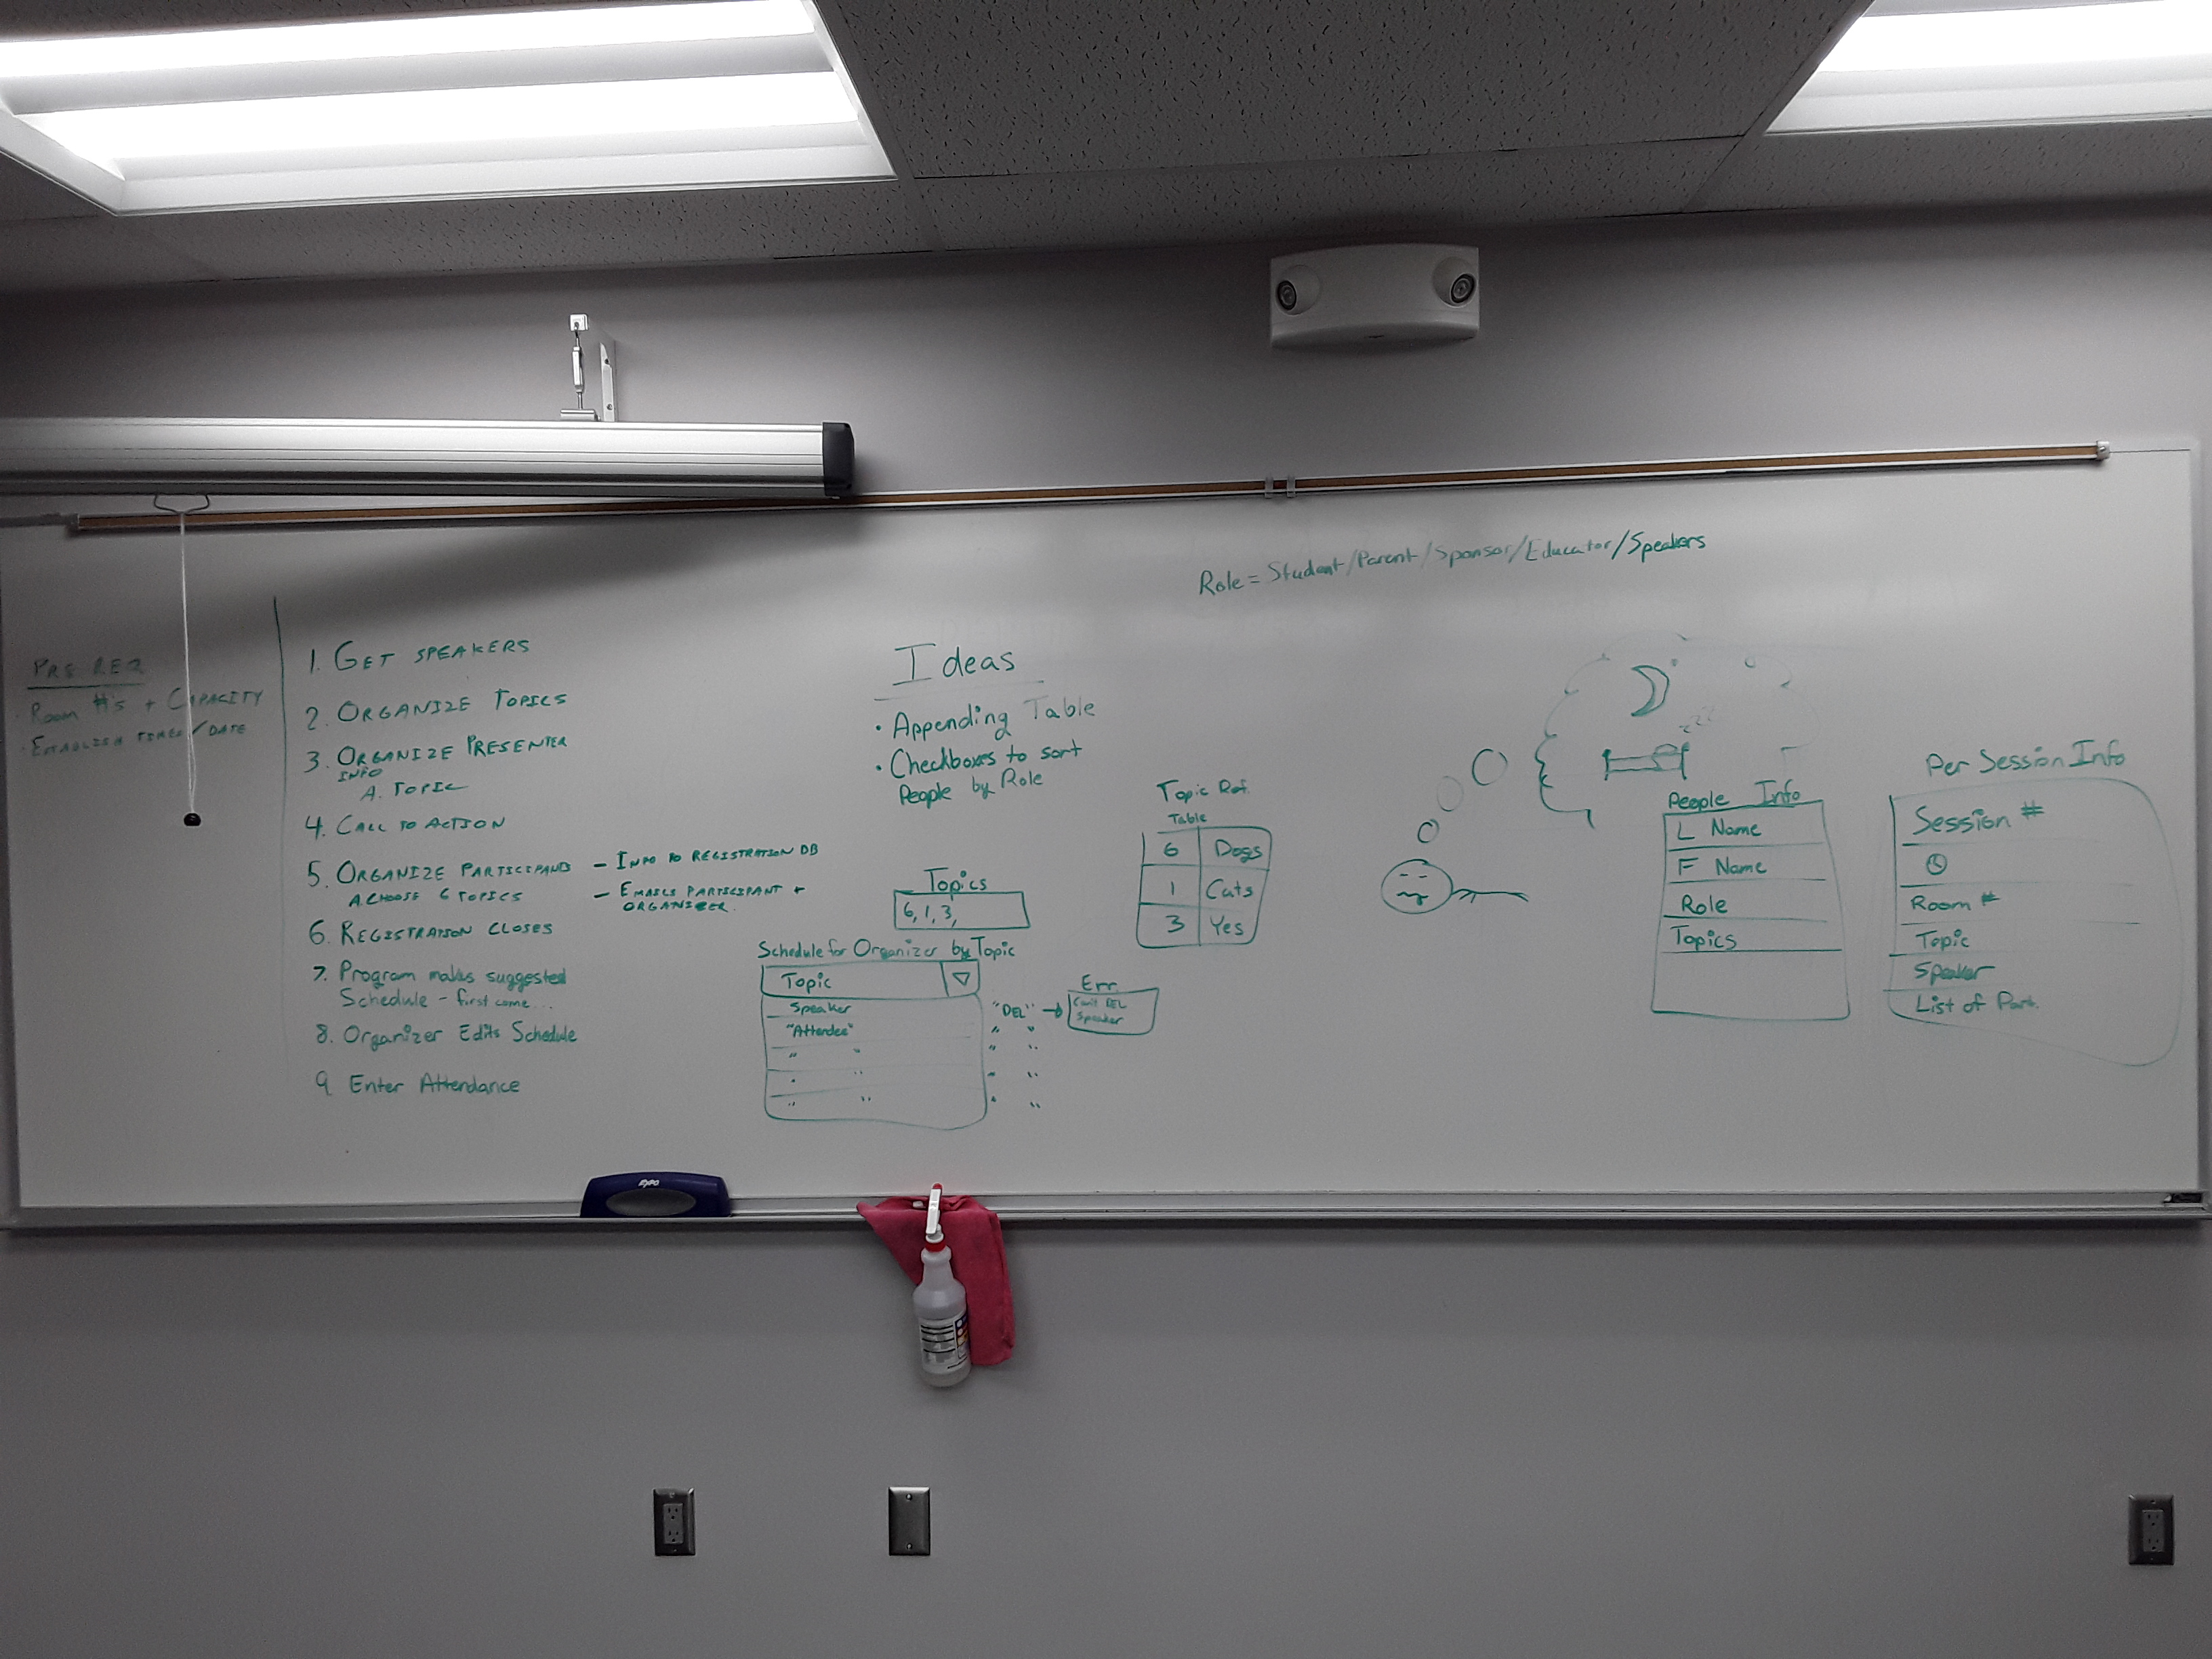 Role = Student/Parent/Sponsor/Educator/Speakers
PRE REQ
· Room #'s + CAPACITY
· ESTABLISH TIMES/DATE
1. GET SPEAKERS
2. ORGANIZE TOPICS
3. ORGANIZE PRESENTER
INFO
A. TOPIC
4. CALL TO ACTION
5. ORGANIZE PARTICIPANTS – INFO TO REGISTRATION DB
A. CHOOSE 6 TOPICS – EMAILS PARTICIPANT +
ORGANIZER.
6. REGISTRATION CLOSES
7. Program makes suggested
Schedule – first come...
8. Organizer Edits Schedule
9 Enter Attendance
Ideas
• Appending Table
• Checkboxes to sort
People by Role
Topics
6, 1, 3,
Schedule for Organizer by Topic
Topic
Speaker
"Attendee"
" "
" "
" "
"DEL" →
" "
" "
" "
" "
Err
Can't DEL
Speaker
Topic Ref.
Table
6 Dogs
1 Cats
3 Yes
zzz
People Info
L Name
F Name
Role
Topics
Per Session Info
Session #
Room #
Topic
Speaker
List of Part.
EXPO